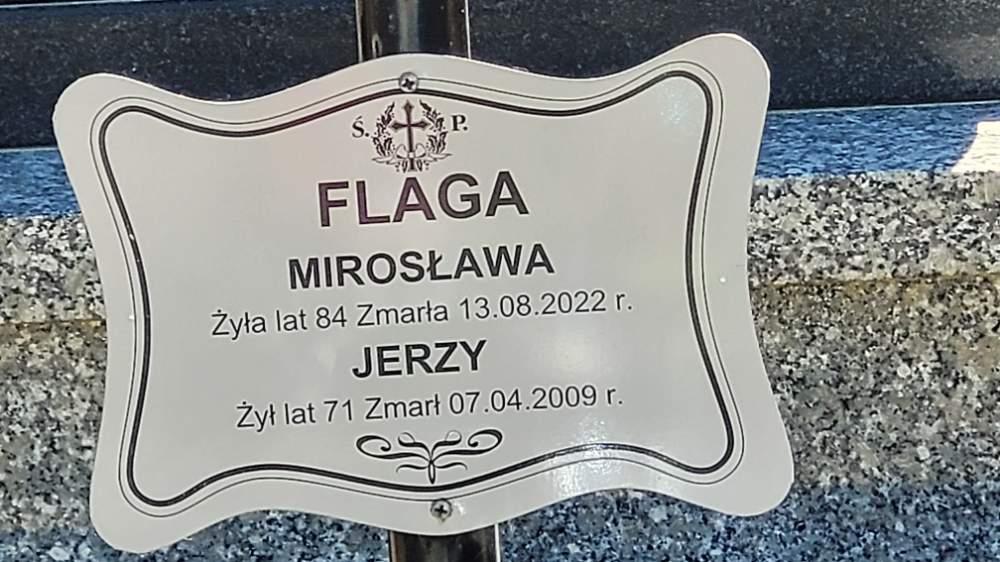 Ś. P.
FLAGA
MIROSŁAWA
Żyła lat 84 Zmarła 13.08.2022 r.
JERZY
Żył lat 71 Zmarł 07.04.2009 r.